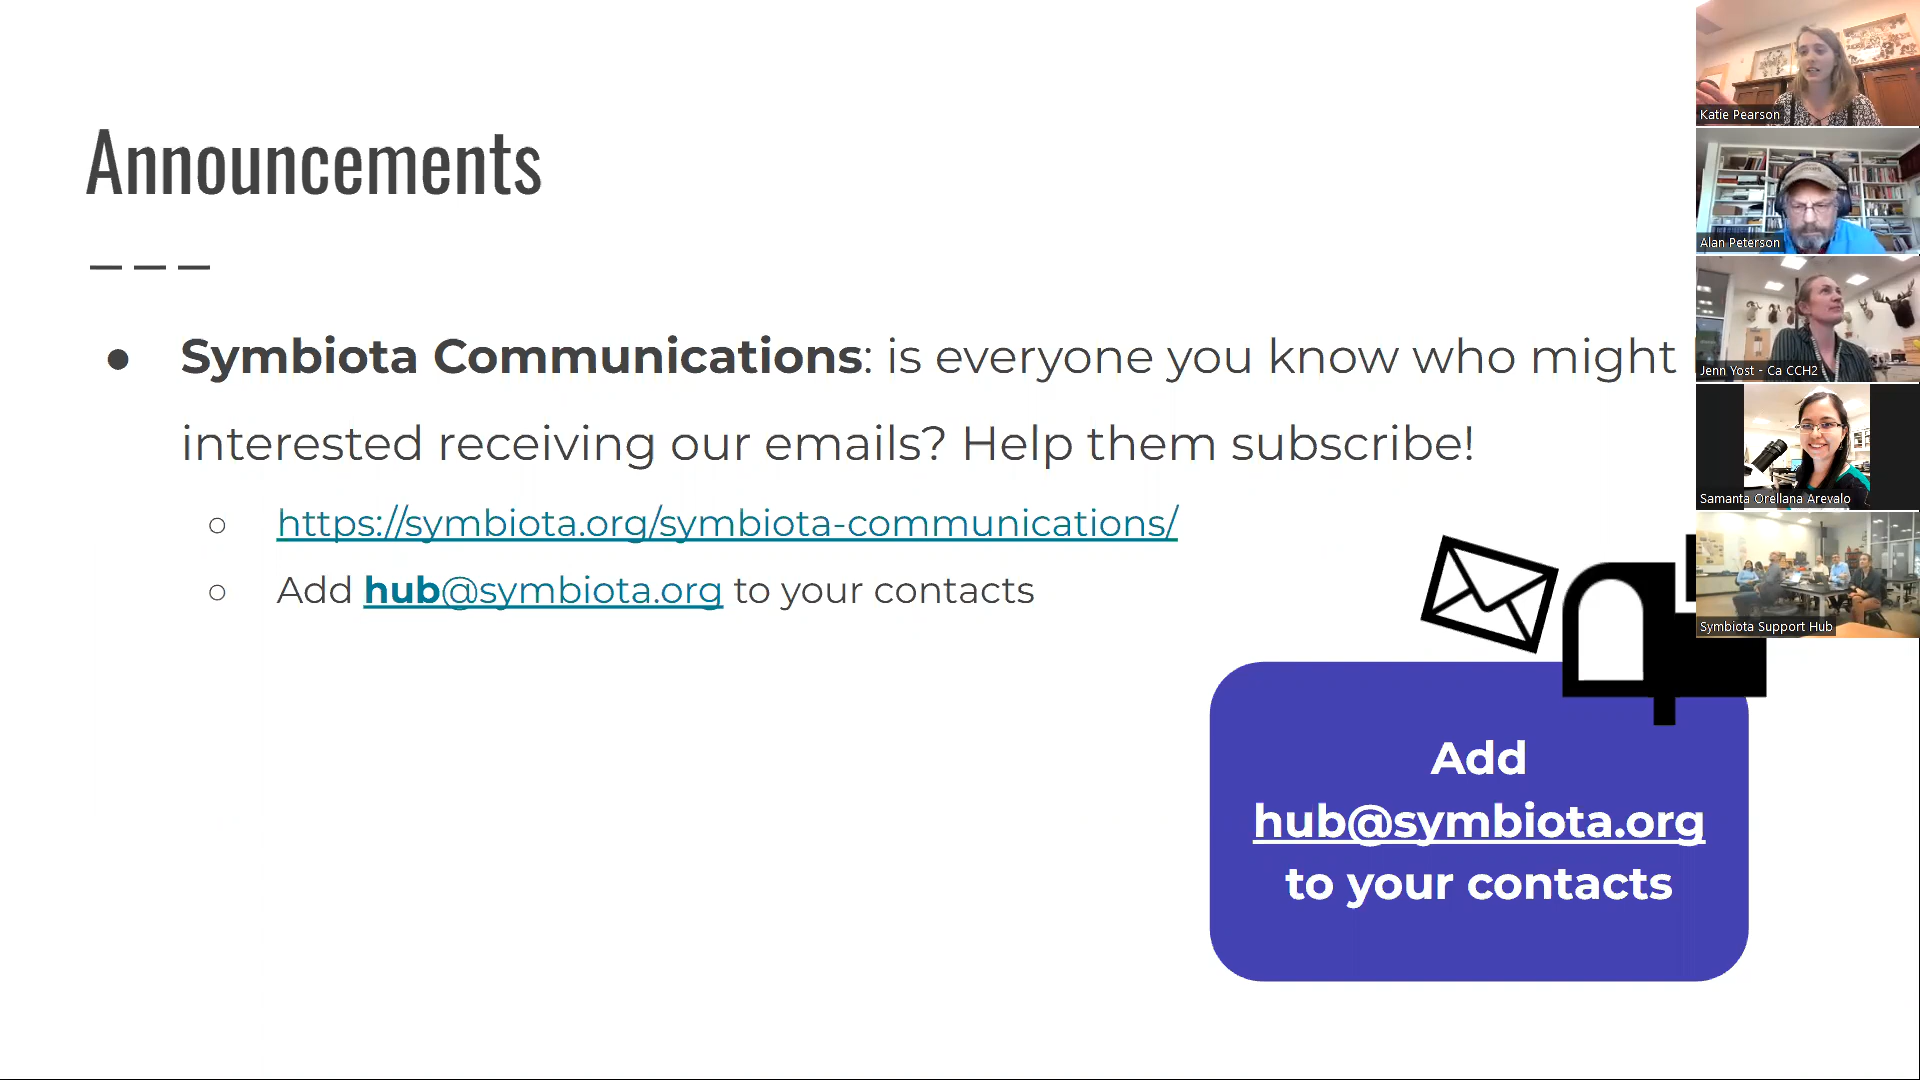 Announcements
● Symbiota Communications: is everyone you know who might
interested receiving our emails? Help them subscribe!
○ https://symbiota.org/symbiota-communications/
○ Add hub@symbiota.org to your contacts
Add
hub@symbiota.org
to your contacts
Katie Pearson
Alan Peterson
Jenn Yost - Ca CCH2
Samanta Orellana Arevalo
Symbiota Support Hub